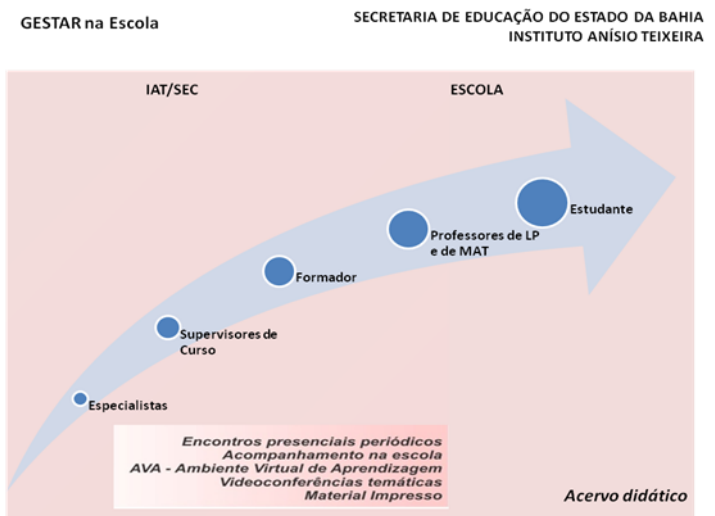 GESTAR na Escola
SECRETARIA DE EDUCAÇÃO DO ESTADO DA BAHIA
INSTITUTO ANÍSIO TEIXEIRA
IAT/SEC
ESCOLA
Estudante
Professores de LP
e de MAT
Formador
Supervisores de
Curso
Especialistas
Encontros presenciais periódicos
Acompanhamento na escola
AVA - Ambiente Virtual de Aprendizagem
Videoconferências temáticas
Material Impresso
Acervo didático